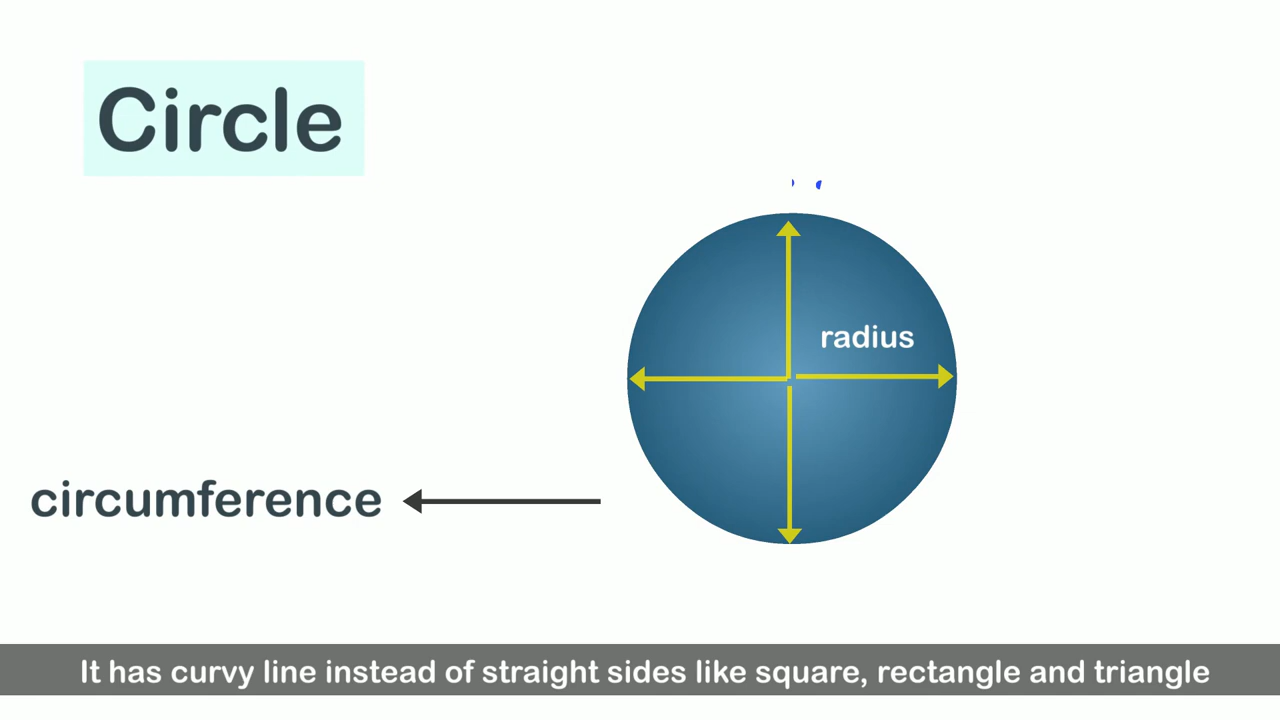 Circle
radius
circumference
It has curvy line instead of straight sides like square, rectangle and triangle